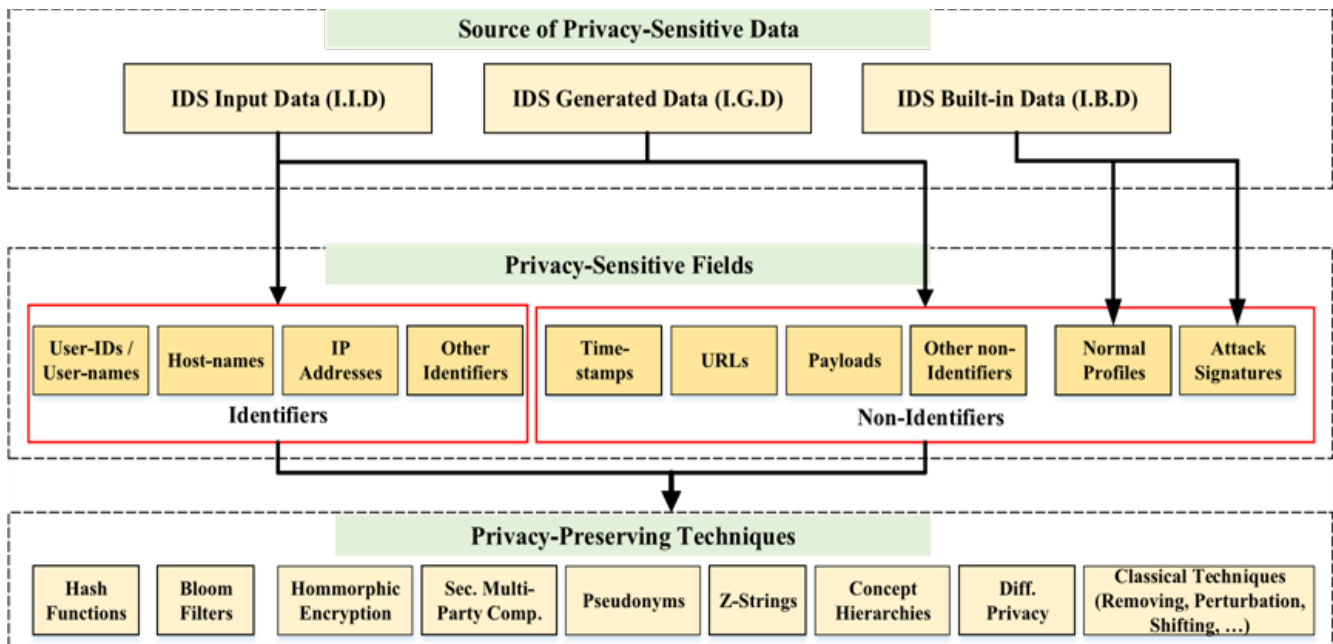 Source of Privacy-Sensitive Data
IDS Input Data (I.I.D)
IDS Generated Data (I.G.D)
IDS Built-in Data (I.B.D)
Privacy-Sensitive Fields
User-IDs /
User-names
Host-names
IP
Addresses
Other
Identifiers
Identifiers
Time-
stamps
URLs
Payloads
Other non-
Identifiers
Normal
Profiles
Attack
Signatures
Non-Identifiers
Privacy-Preserving Techniques
Hash
Functions
Bloom
Filters
Hommorphic
Encryption
Sec. Multi-
Party Comp.
Pseudonyms
Z-Strings
Concept
Hierarchies
Diff.
Privacy
Classical Techniques
(Removing, Perturbation,
Shifting, …)